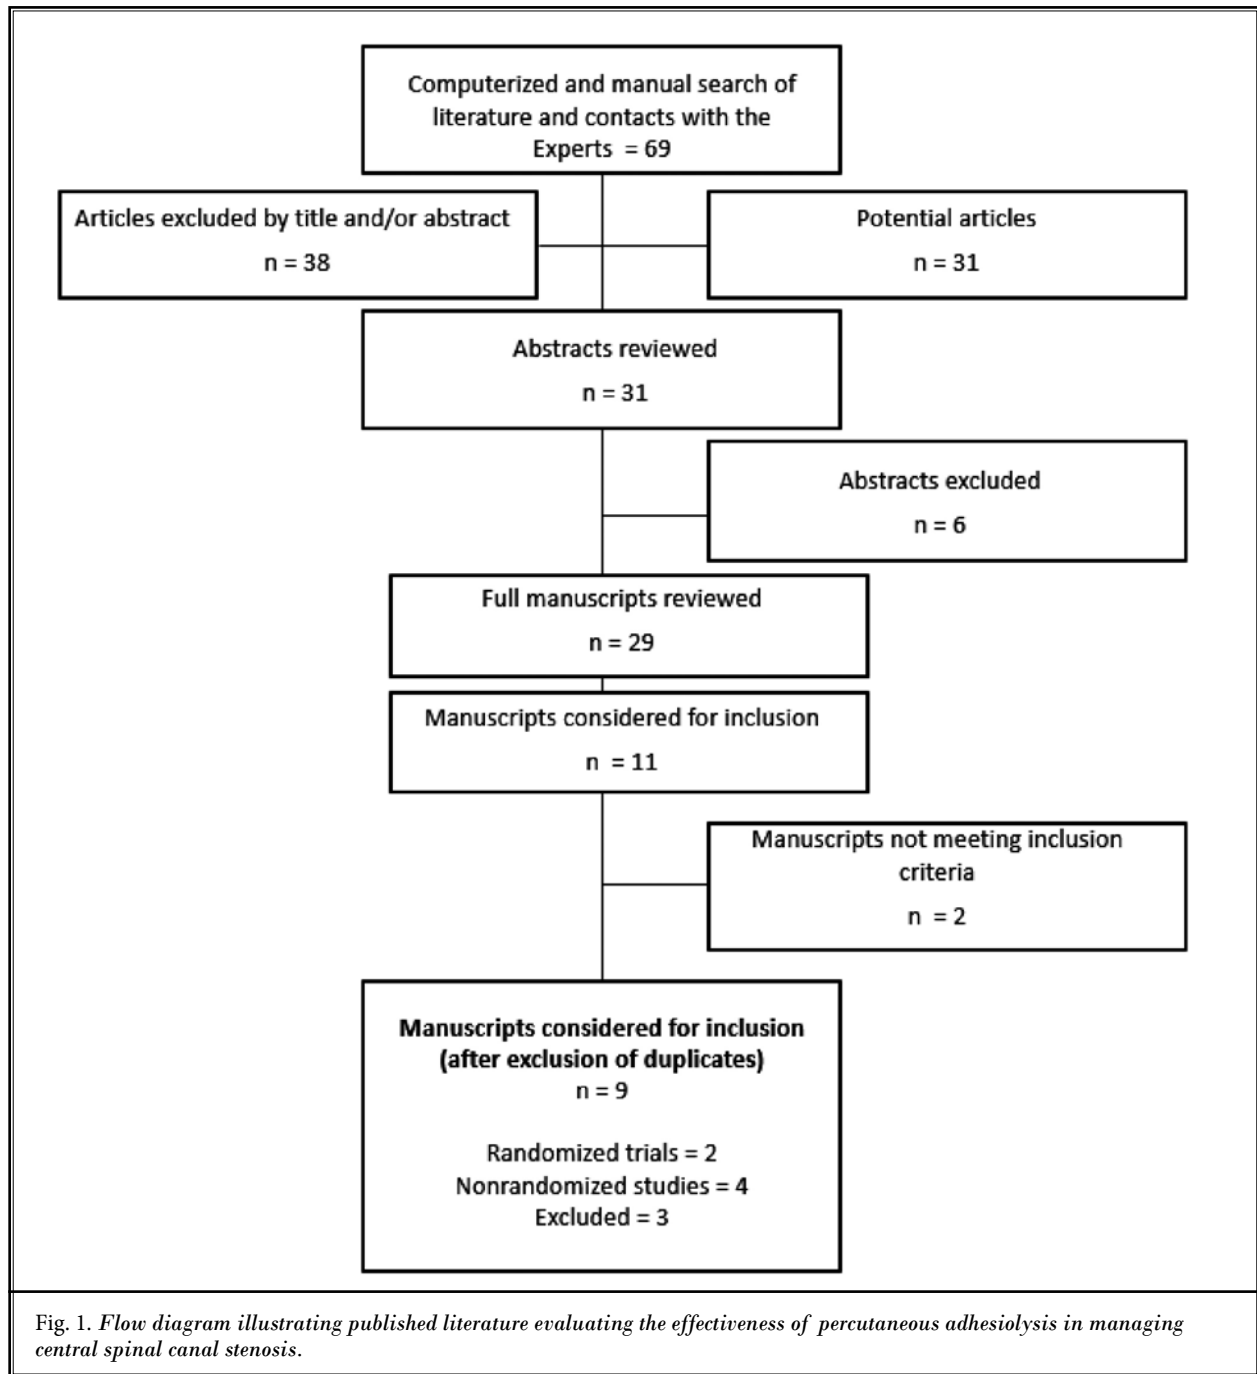 Computerized and manual search of
literature and contacts with the
Experts = 69
Articles excluded by title and/or abstract
n = 38
Potential articles
n = 31
Abstracts reviewed
n = 31
Abstracts excluded
n = 6
Full manuscripts reviewed
n = 29
Manuscripts considered for inclusion
n = 11
Manuscripts not meeting inclusion
criteria
n = 2
Manuscripts considered for inclusion
(after exclusion of duplicates)
n = 9
Randomized trials = 2
Nonrandomized studies = 4
Excluded = 3
Fig. 1. Flow diagram illustrating published literature evaluating the effectiveness of percutaneous adhesiolysis in managing
central spinal canal stenosis.